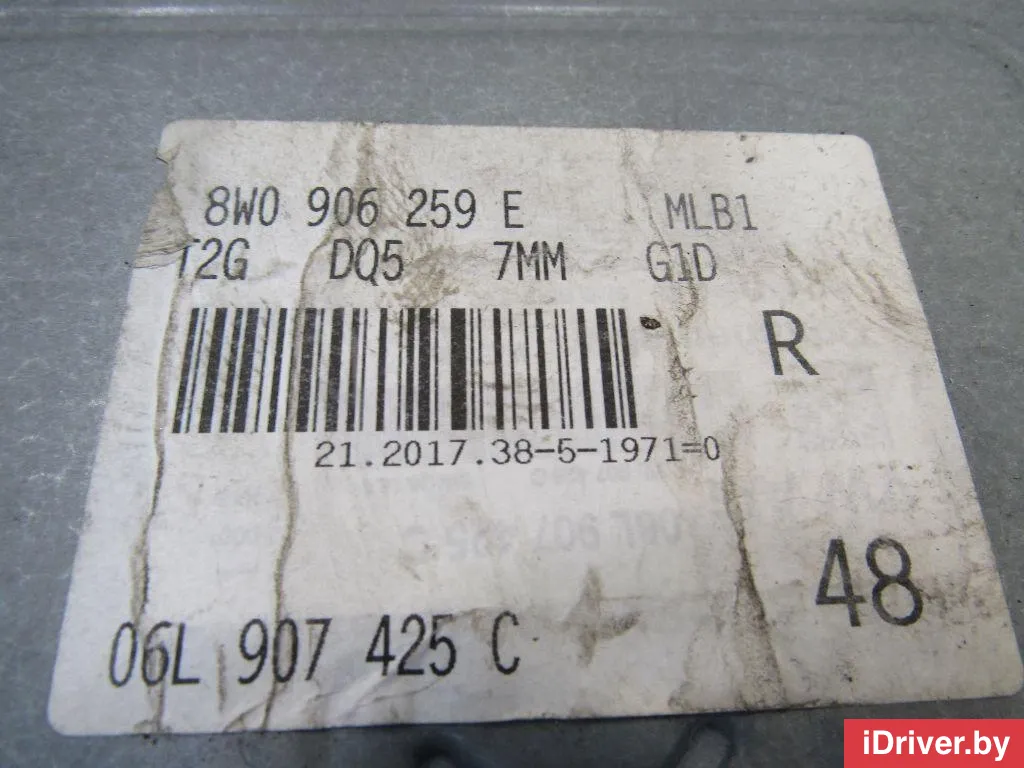 8W0 906 259 E MLB1
T2G DQ5 7MM G1D
R
21.2017.38-5-1971=0
48
06L 907 425 C
iDriver.by